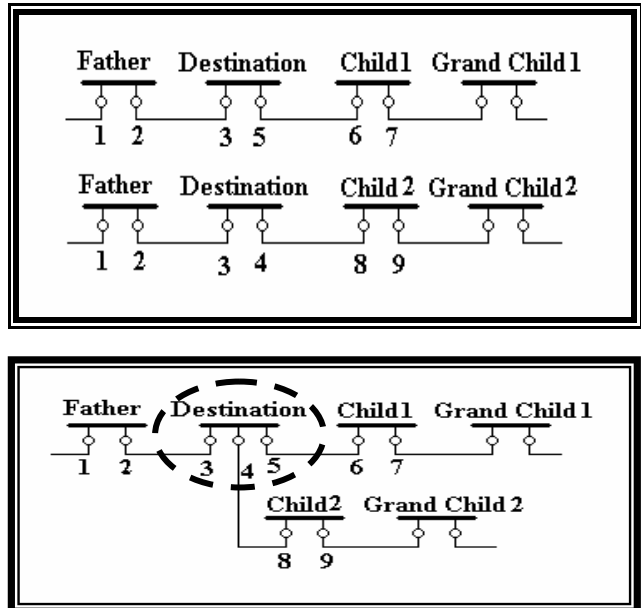 Father Destination Child1 Grand Child1
1 2 3 5 6 7
Father Destination Child2 Grand Child2
1 2 3 4 8 9
Father Destination Child1 Grand Child1
1 2 3 4 5 6 7
Child2 Grand Child 2
8 9